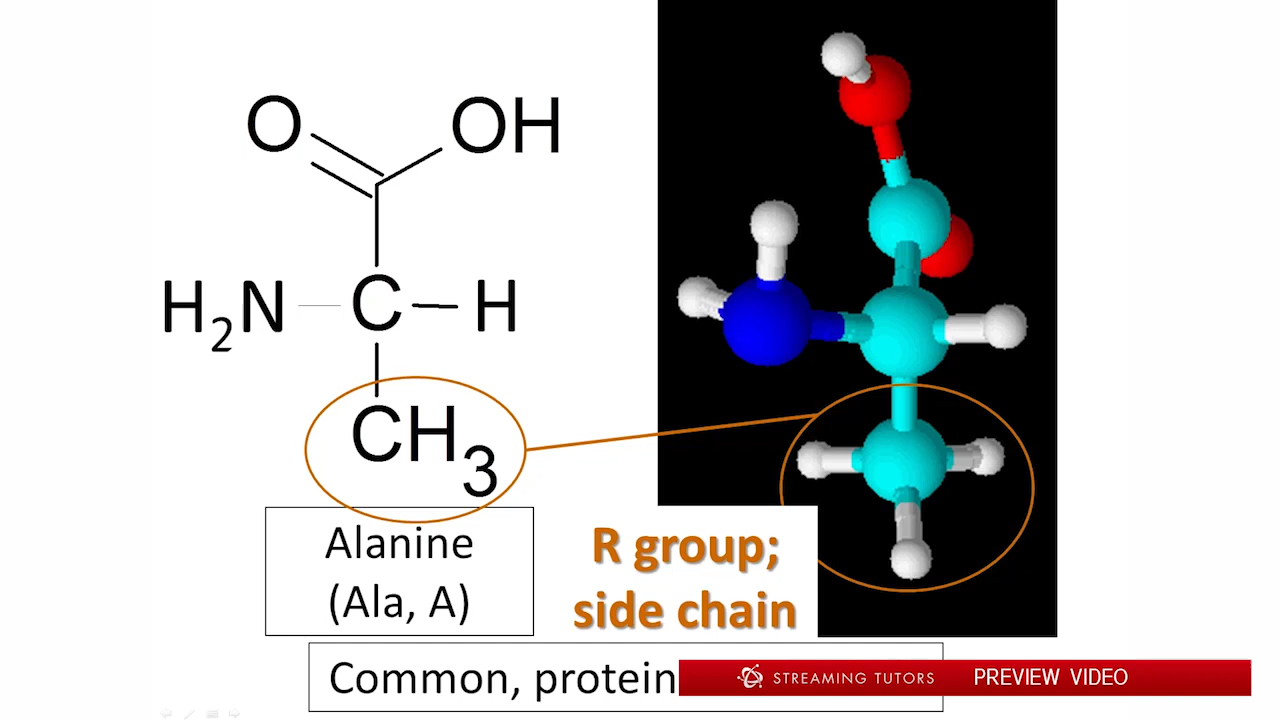 O OH
H₂N C H
CH₃
Alanine
(Ala, A)
R group;
side chain
Common, protein
STREAMING TUTORS PREVIEW VIDEO